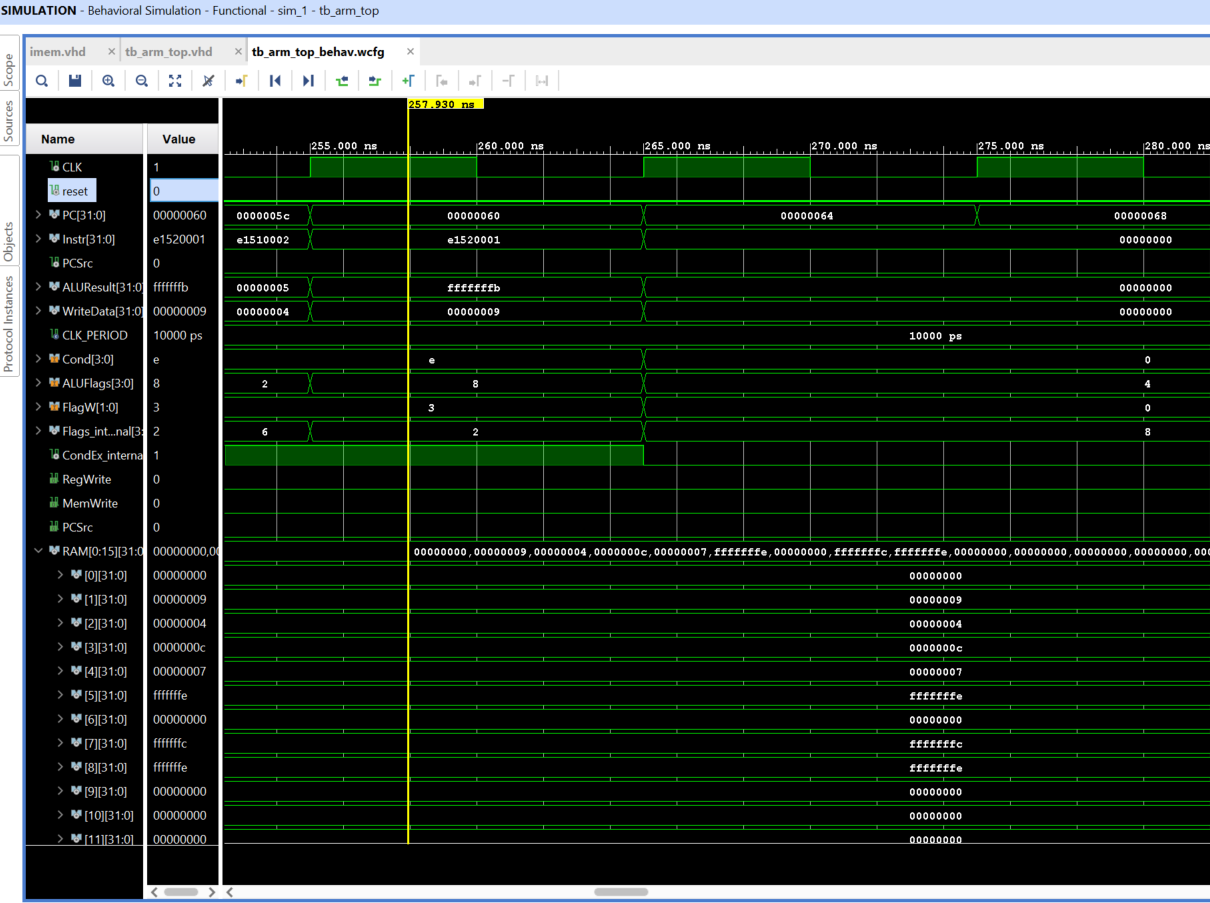 SIMULATION - Behavioral Simulation - Functional - sim_1 - tb_arm_top
Scope
Sources
Objects
Protocol Instances
imem.vhd × tb_arm_top.vhd × tb_arm_top_behav.wcfg ×
257.930 ns
Name Value
255.000 ns 260.000 ns 265.000 ns 270.000 ns 275.000 ns 280.000 ns
CLK 1
reset 0
PC[31:0] 00000060 0000005c 00000060 00000064 00000068
Instr[31:0] e1520001 e1510002 e1520001 00000000
PCSrc 0
ALUResult[31:0] fffffffb 00000005 fffffffb 00000000
WriteData[31:0] 00000009 00000004 00000009 00000000
CLK_PERIOD 10000 ps 10000 ps
Cond[3:0] e e 0
ALUFlags[3:0] 8 2 8 4
FlagW[1:0] 3 3 0
Flags_int...nal[3: 2 6 2 8
CondEx_interna 1
RegWrite 0
MemWrite 0
PCSrc 0
RAM[0:15][31:0 00000000,00 00000000,00000009,00000004,0000000c,00000007,fffffffe,00000000,fffffffc,fffffffe,00000000,00000000,00000000,00000000,000
[0][31:0] 00000000 00000000
[1][31:0] 00000009 00000009
[2][31:0] 00000004 00000004
[3][31:0] 0000000c 0000000c
[4][31:0] 00000007 00000007
[5][31:0] fffffffe fffffffe
[6][31:0] 00000000 00000000
[7][31:0] fffffffc fffffffc
[8][31:0] fffffffe fffffffe
[9][31:0] 00000000 00000000
[10][31:0] 00000000 00000000
[11][31:0] 00000000 00000000